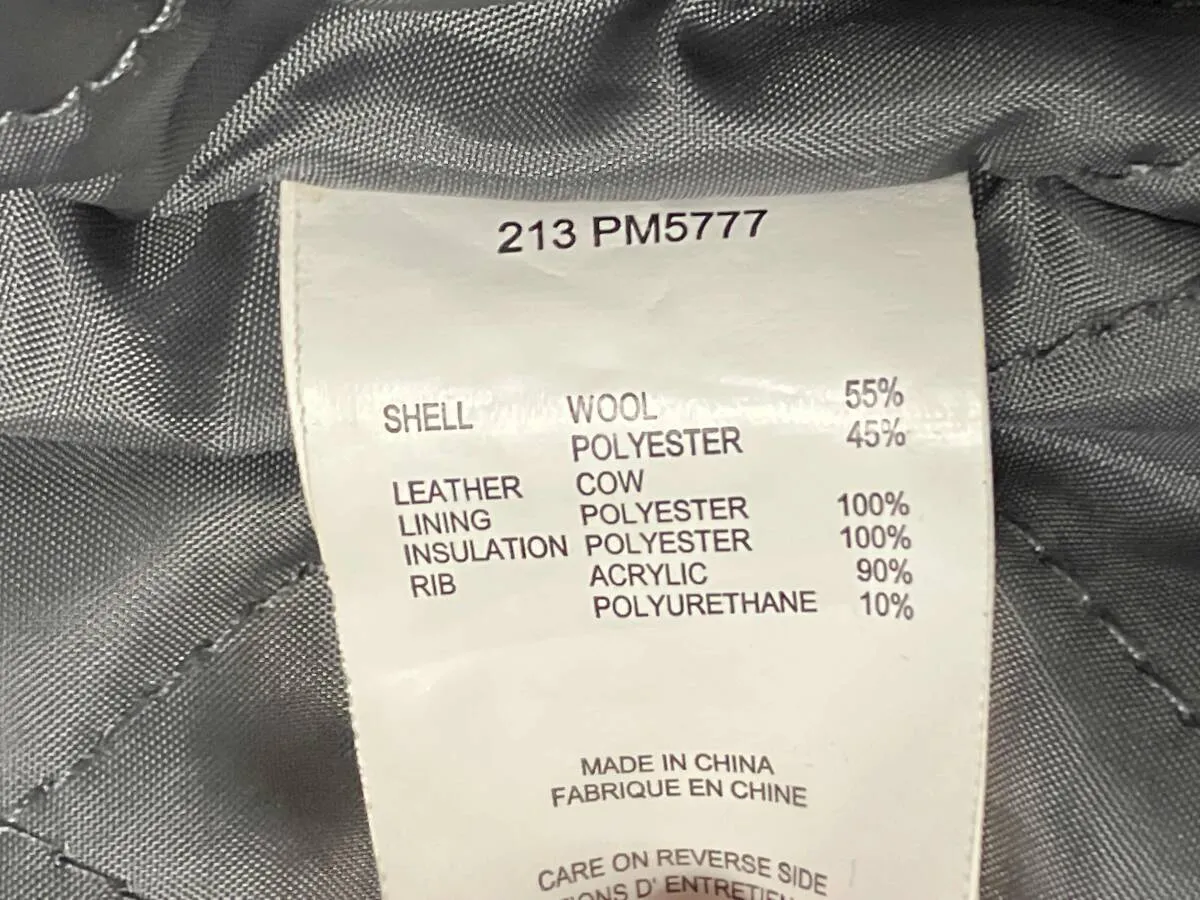 213 PM5777
SHELL WOOL 55%
POLYESTER 45%
LEATHER COW
LINING POLYESTER 100%
INSULATION POLYESTER 100%
RIB ACRYLIC 90%
POLYURETHANE 10%
MADE IN CHINA
FABRIQUE EN CHINE
CARE ON REVERSE SIDE
D' ENTRETIEN